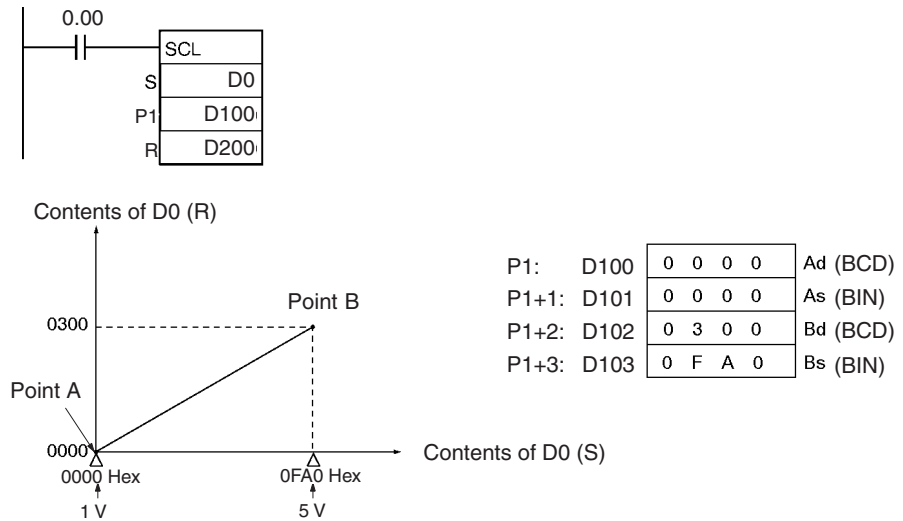 0.00
SCL
S D0
P1 D100
R D200
Contents of D0 (R)
Point B
0300
Point A
0000
Contents of D0 (S)
0000 Hex 0FA0 Hex
1 V 5 V
P1: D100 0 0 0 0 Ad (BCD)
P1+1: D101 0 0 0 0 As (BIN)
P1+2: D102 0 3 0 0 Bd (BCD)
P1+3: D103 0 F A 0 Bs (BIN)